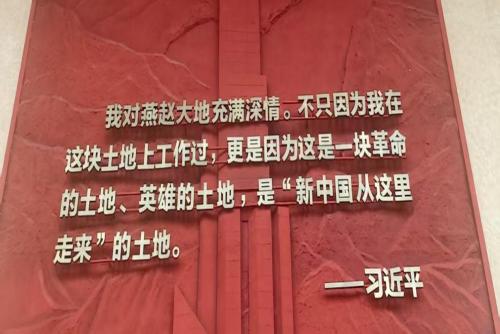 我对燕赵大地充满深情。不只因为我在
这块土地上工作过，更是因为这是一块革命
的土地、英雄的土地，是“新中国从这里
走来”的土地。
——习近平